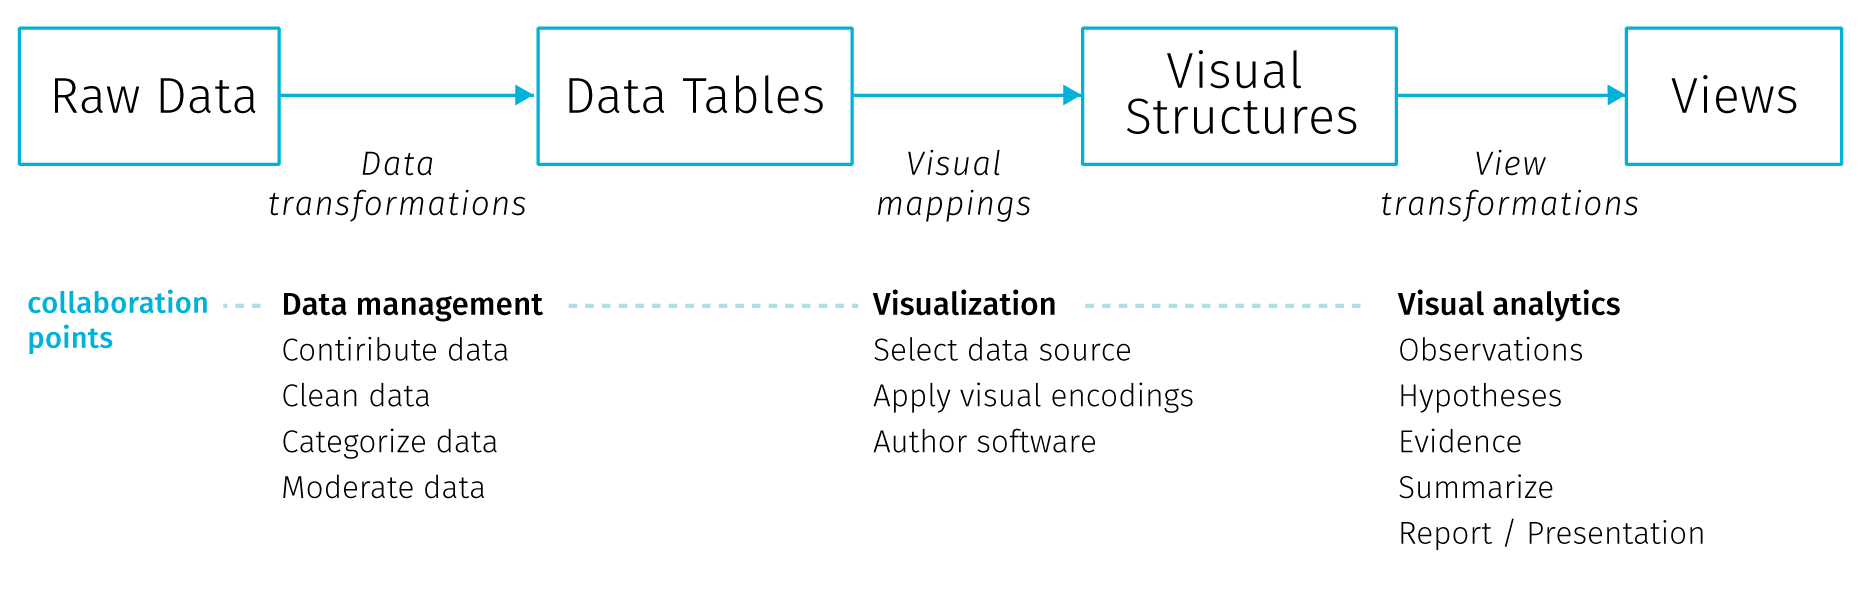 Raw Data
Data Tables
Visual
Structures
Views
Data
transformations
Visual
mappings
View
transformations
collaboration
points
Data management
Contiribute data
Clean data
Categorize data
Moderate data
Visualization
Select data source
Apply visual encodings
Author software
Visual analytics
Observations
Hypotheses
Evidence
Summarize
Report / Presentation